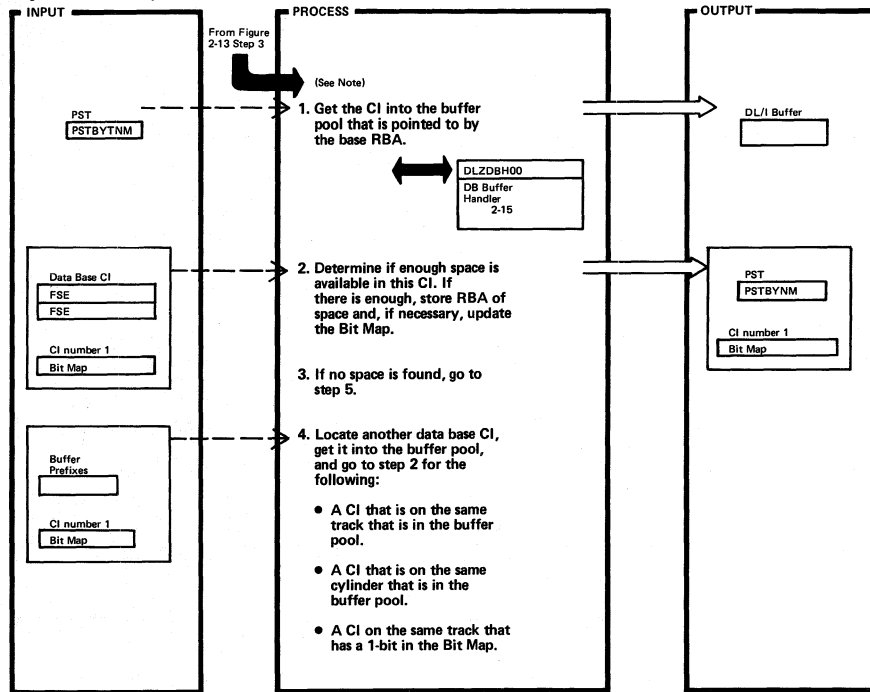 INPUT
PROCESS
OUTPUT
From Figure
2-13 Step 3
(See Note)
PST
PSTBYTNM
1. Get the CI into the buffer
pool that is pointed to by
the base RBA.
DL/I Buffer
DLZDBH00
DB Buffer
Handler
2-15
Data Base CI
FSE
FSE
CI number 1
Bit Map
2. Determine if enough space is
available in this CI. If
there is enough, store RBA of
space and, if necessary, update
the Bit Map.
PST
PSTBYNM
CI number 1
Bit Map
3. If no space is found, go to
step 5.
Buffer
Prefixes
CI number 1
Bit Map
4. Locate another data base CI,
get it into the buffer pool,
and go to step 2 for the
following:
• A CI that is on the same
track that is in the buffer
pool.
• A CI that is on the same
cylinder that is in the
buffer pool.
• A CI on the same track that
has a 1-bit in the Bit Map.